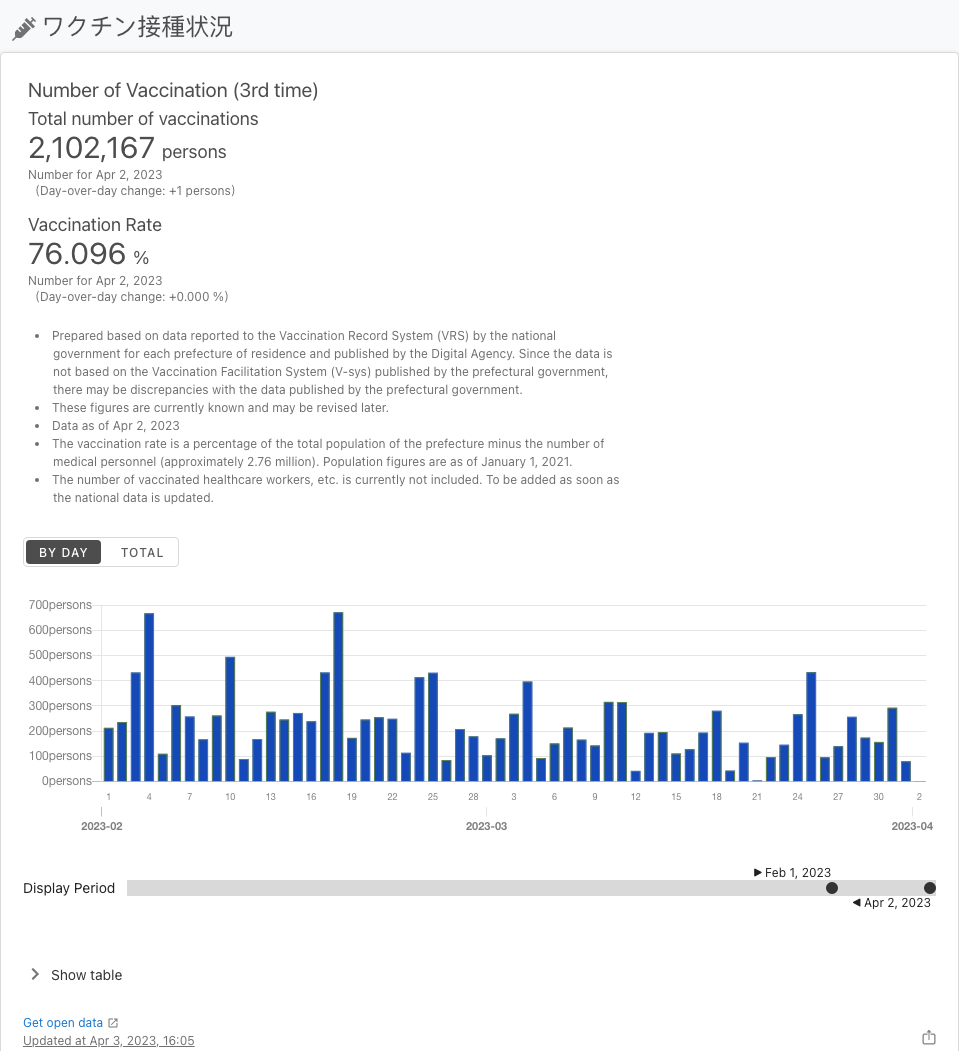 ワクチン接種状況
Number of Vaccination (3rd time)
Total number of vaccinations
2,102,167 persons
Number for Apr 2, 2023
(Day-over-day change: +1 persons)
Vaccination Rate
76.096 %
Number for Apr 2, 2023
(Day-over-day change: +0.000 %)
• Prepared based on data reported to the Vaccination Record System (VRS) by the national
government for each prefecture of residence and published by the Digital Agency. Since the data is
not based on the Vaccination Facilitation System (V-sys) published by the prefectural government,
there may be discrepancies with the data published by the prefectural government.
• These figures are currently known and may be revised later.
• Data as of Apr 2, 2023
• The vaccination rate is a percentage of the total population of the prefecture minus the number of
medical personnel (approximately 2.76 million). Population figures are as of January 1, 2021.
• The number of vaccinated healthcare workers, etc. is currently not included. To be added as soon as
the national data is updated.
BY DAY TOTAL
700persons
600persons
500persons
400persons
300persons
200persons
100persons
0persons
1 4 7 10 13 16 19 22 25 28 3 6 9 12 15 18 21 24 27 30 2
2023-02 2023-03 2023-04
▶ Feb 1, 2023
Display Period
◀ Apr 2, 2023
Show table
Get open data
Updated at Apr 3, 2023, 16:05